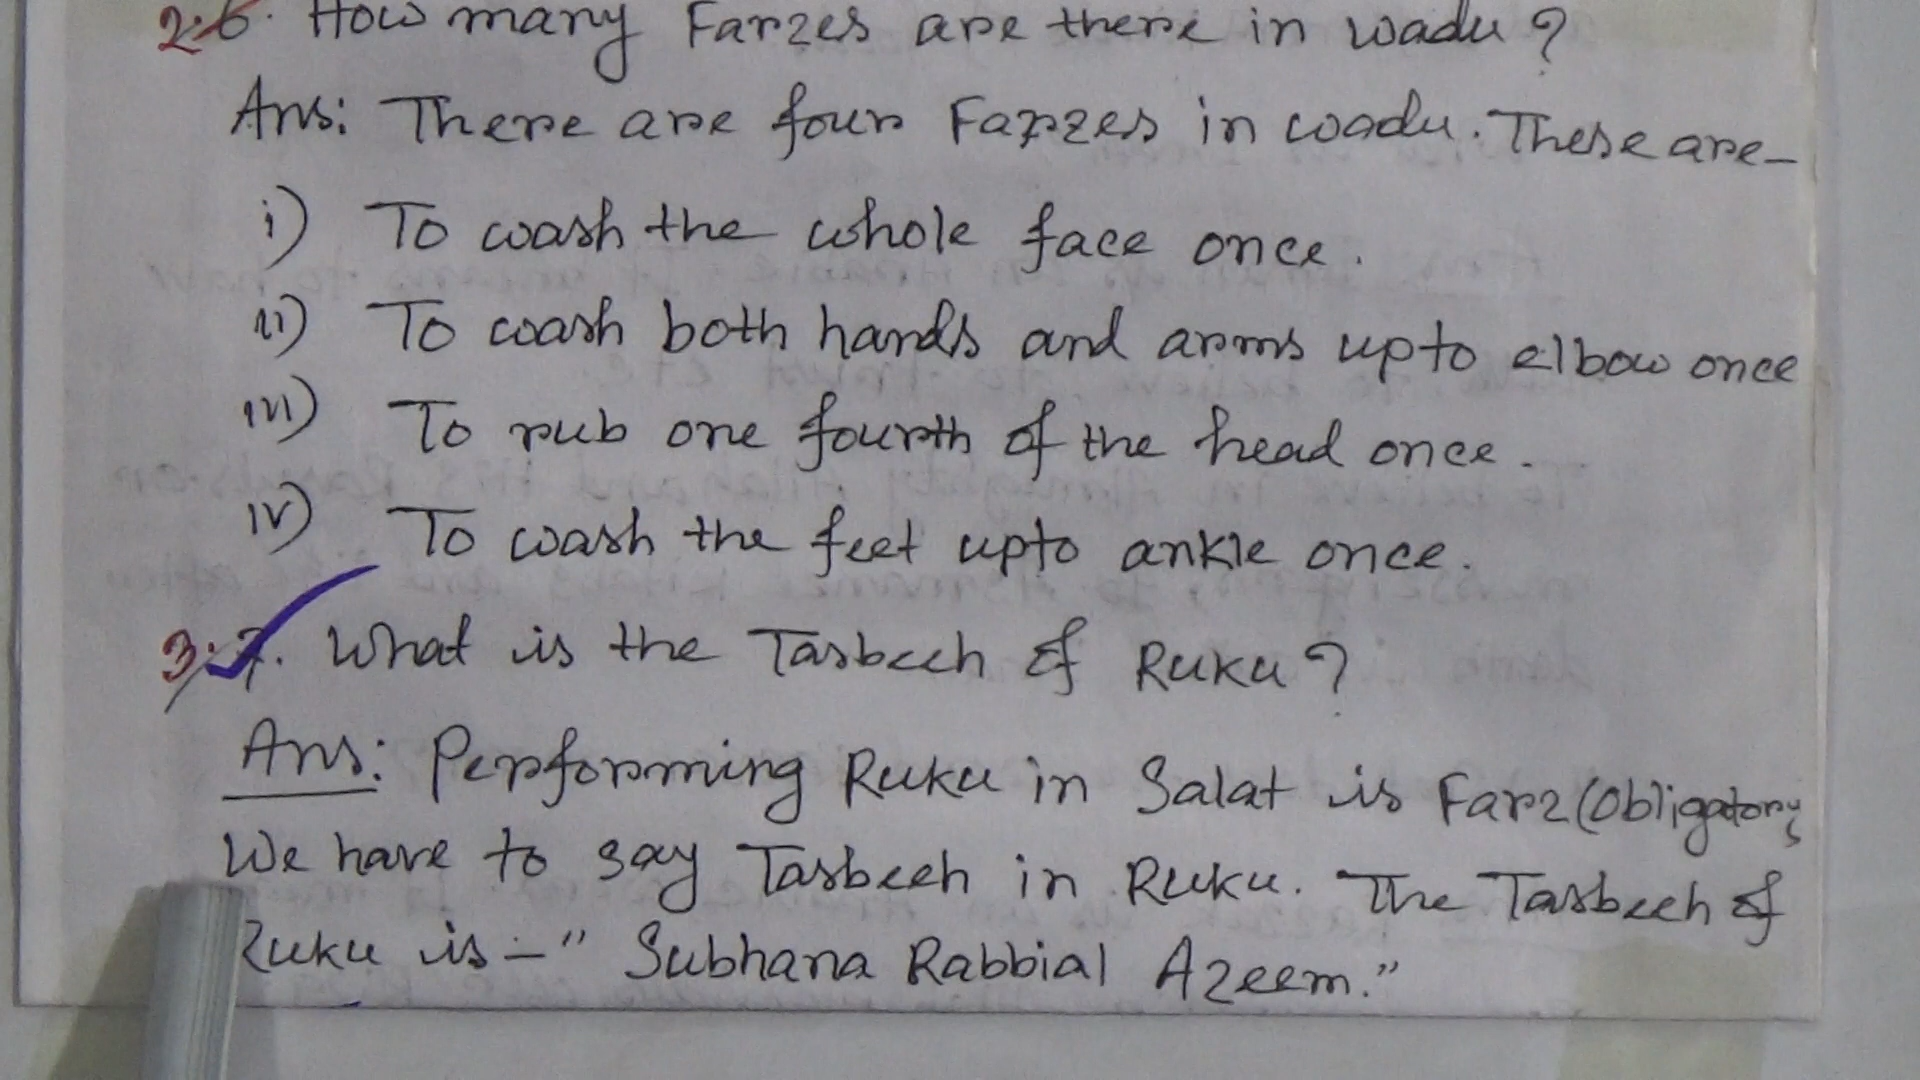 2.6. How many Farzes are there in wadu?
Ans: There are four Farzes in wadu. These are-
i) To wash the whole face once.
ii) To wash both hands and arms upto elbow once
iii) To rub one fourth of the head once.
iv) To wash the feet upto ankle once.
3.7. What is the Tasbeeh of Ruku?
Ans: Performing Ruku in Salat is Farz (Obligatory)
We have to say Tasbeeh in Ruku. The Tasbeeh of
Ruku is - " Subhana Rabbial Azeem."